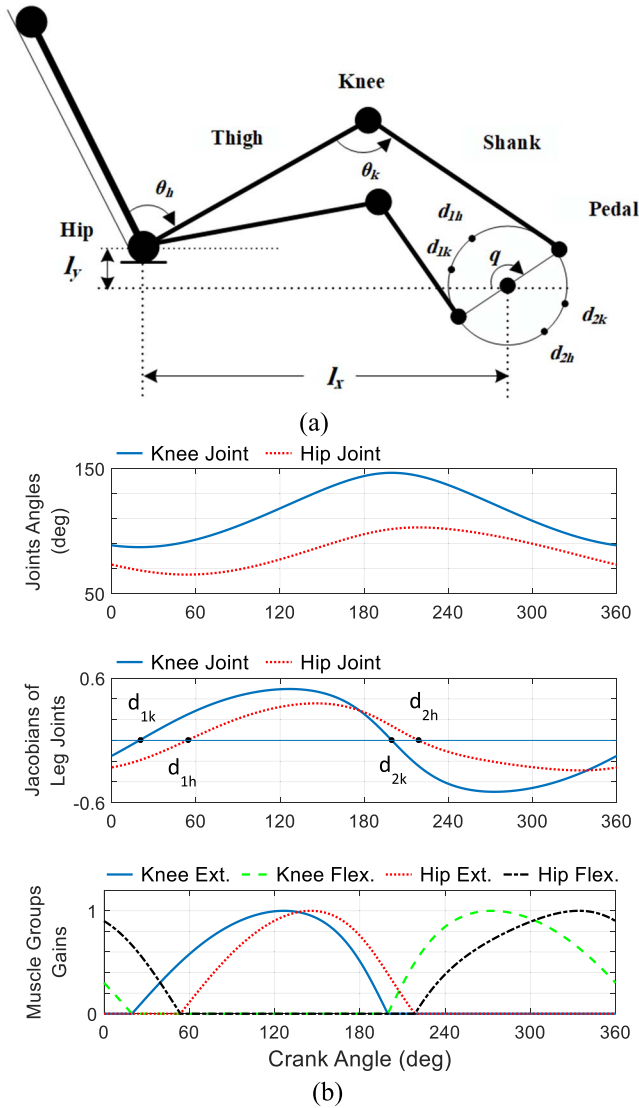 Knee
Thigh
Shank
θh
θk
Pedal
Hip
d1h
d1k
q
ly
d2k
d2h
lx
(a)
Knee Joint Hip Joint
150
Joints Angles
(deg)
50
0 60 120 180 240 300 360
Knee Joint Hip Joint
0.6
d1k
d2h
Jacobians of
Leg Joints
d1h
d2k
-0.6
0 60 120 180 240 300 360
Knee Ext. Knee Flex. Hip Ext. Hip Flex.
1
Muscle Groups
Gains
0
0 60 120 180 240 300 360
Crank Angle (deg)
(b)